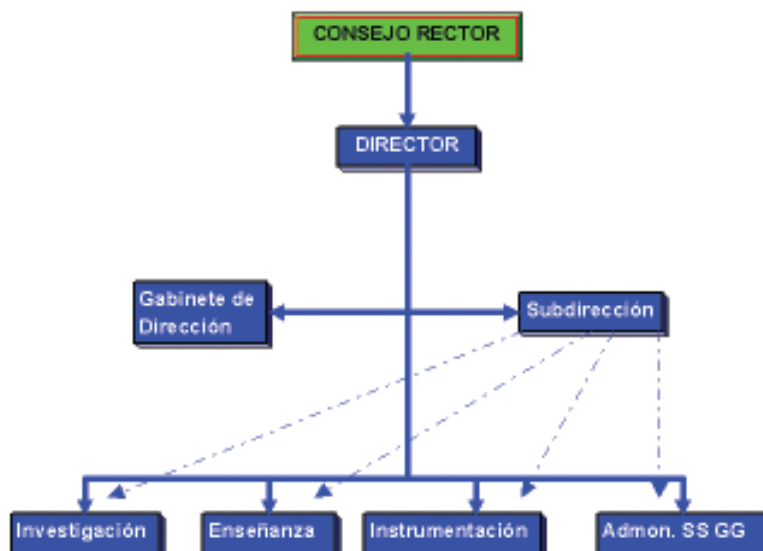 CONSEJO RECTOR
DIRECTOR
Gabinete de
Dirección
Subdirección
Investigación
Enseñanza
Instrumentación
Admon. SS GG